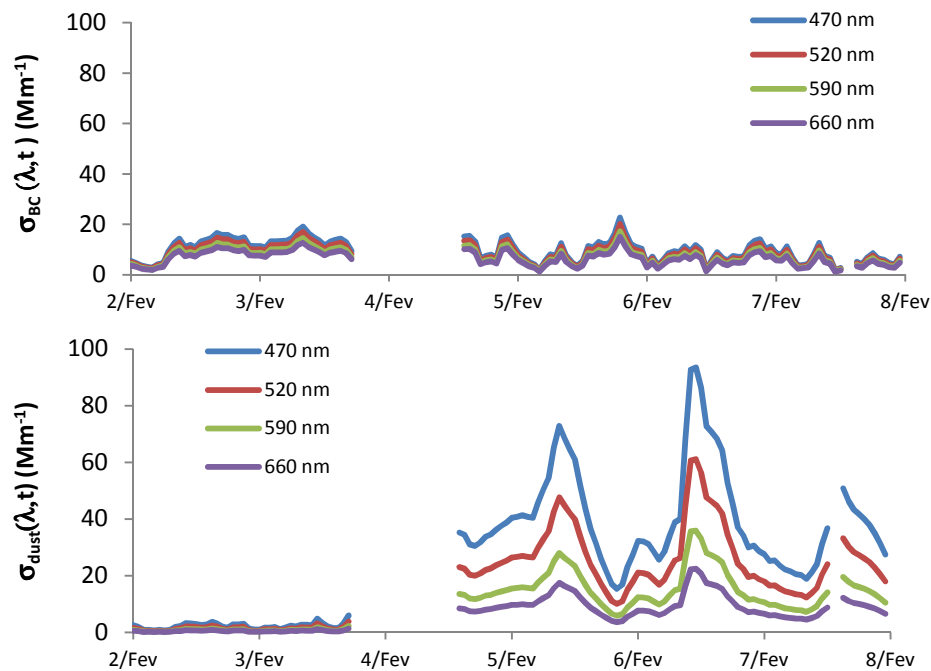 100
80
60
40
20
0
σBC (λ,t ) (Mm-1)
470 nm
520 nm
590 nm
660 nm
2/Fev 3/Fev 4/Fev 5/Fev 6/Fev 7/Fev 8/Fev
100
80
60
40
20
0
σdust(λ,t) (Mm-1)
470 nm
520 nm
590 nm
660 nm
2/Fev 3/Fev 4/Fev 5/Fev 6/Fev 7/Fev 8/Fev